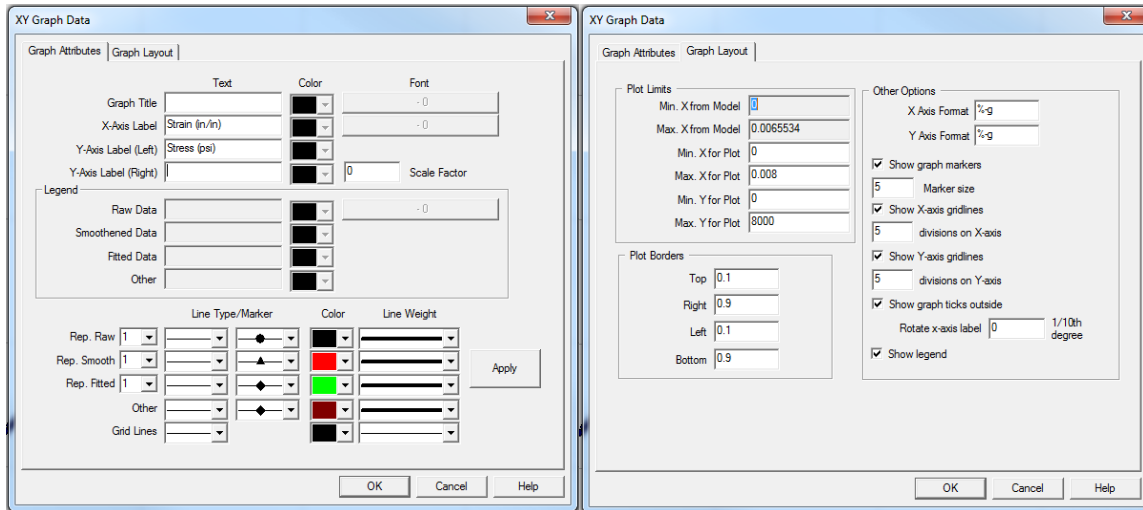 XY Graph Data
Graph Attributes Graph Layout
Text Color Font
Graph Title - 0
X-Axis Label Strain (in/in) - 0
Y-Axis Label (Left) Stress (psi)
Y-Axis Label (Right) 0 Scale Factor
Legend
Raw Data - 0
Smoothened Data
Fitted Data
Other
Line Type/Marker Color Line Weight
Rep. Raw 1
Rep. Smooth 1
Rep. Fitted 1
Other
Grid Lines
Apply
OK Cancel Help
XY Graph Data
Graph Attributes Graph Layout
Plot Limits
Min. X from Model 0
Max. X from Model 0.0065534
Min. X for Plot 0
Max. X for Plot 0.008
Min. Y for Plot 0
Max. Y for Plot 8000
Plot Borders
Top 0.1
Right 0.9
Left 0.1
Bottom 0.9
Other Options
X Axis Format %-g
Y Axis Format %-g
Show graph markers
5 Marker size
Show X-axis gridlines
5 divisions on X-axis
Show Y-axis gridlines
5 divisions on Y-axis
Show graph ticks outside
Rotate x-axis label 0 1/10th
degree
Show legend
OK Cancel Help